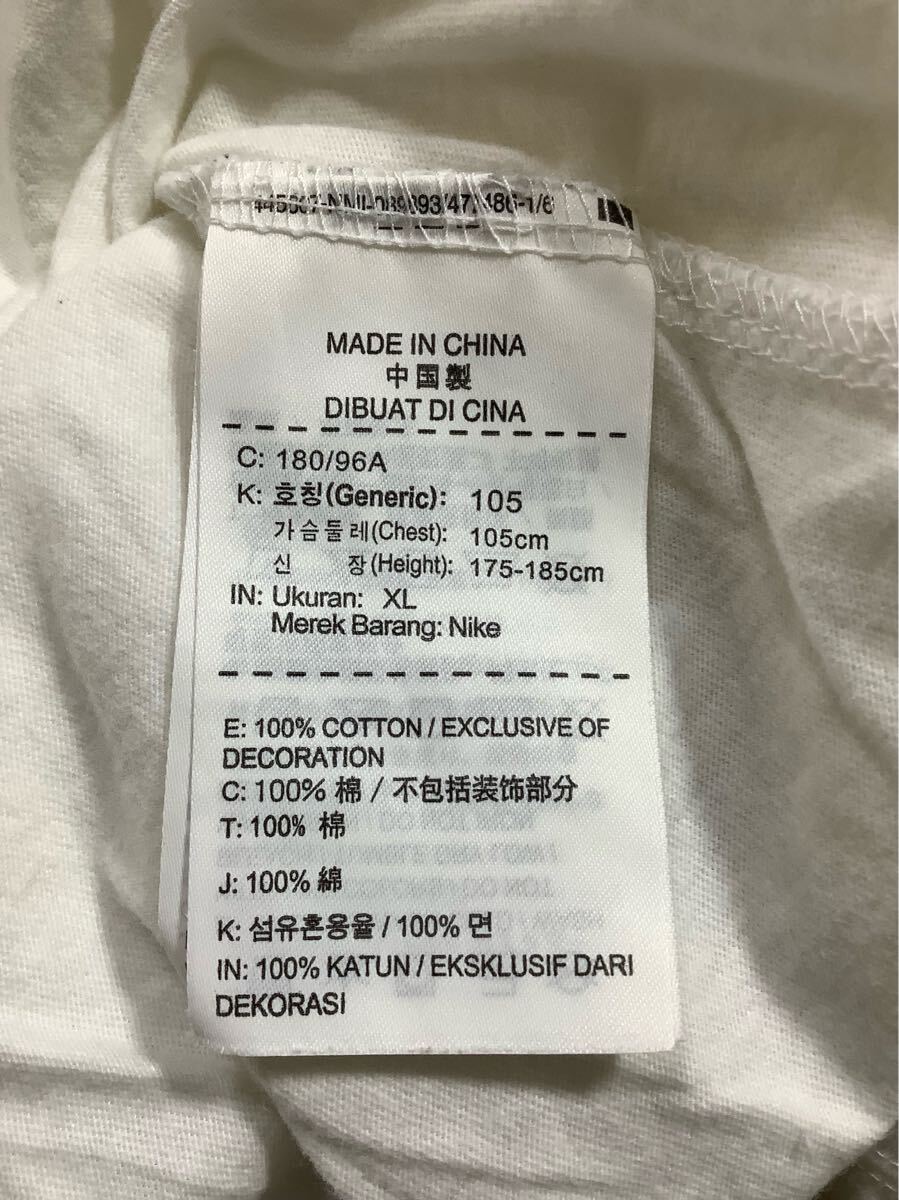 MADE IN CHINA
中国製
DIBUAT DI CINA
C: 180/96A
K: 호칭(Generic): 105
가슴둘레(Chest): 105cm
신 장(Height): 175-185cm
IN: Ukuran: XL
Merek Barang: Nike
E: 100% COTTON / EXCLUSIVE OF
DECORATION
C: 100% 棉 / 不包括装饰部分
T: 100% 棉
J: 100% 綿
K: 섬유혼용율 / 100% 면
IN: 100% KATUN / EKSKLUSIF DARI
DEKORASI